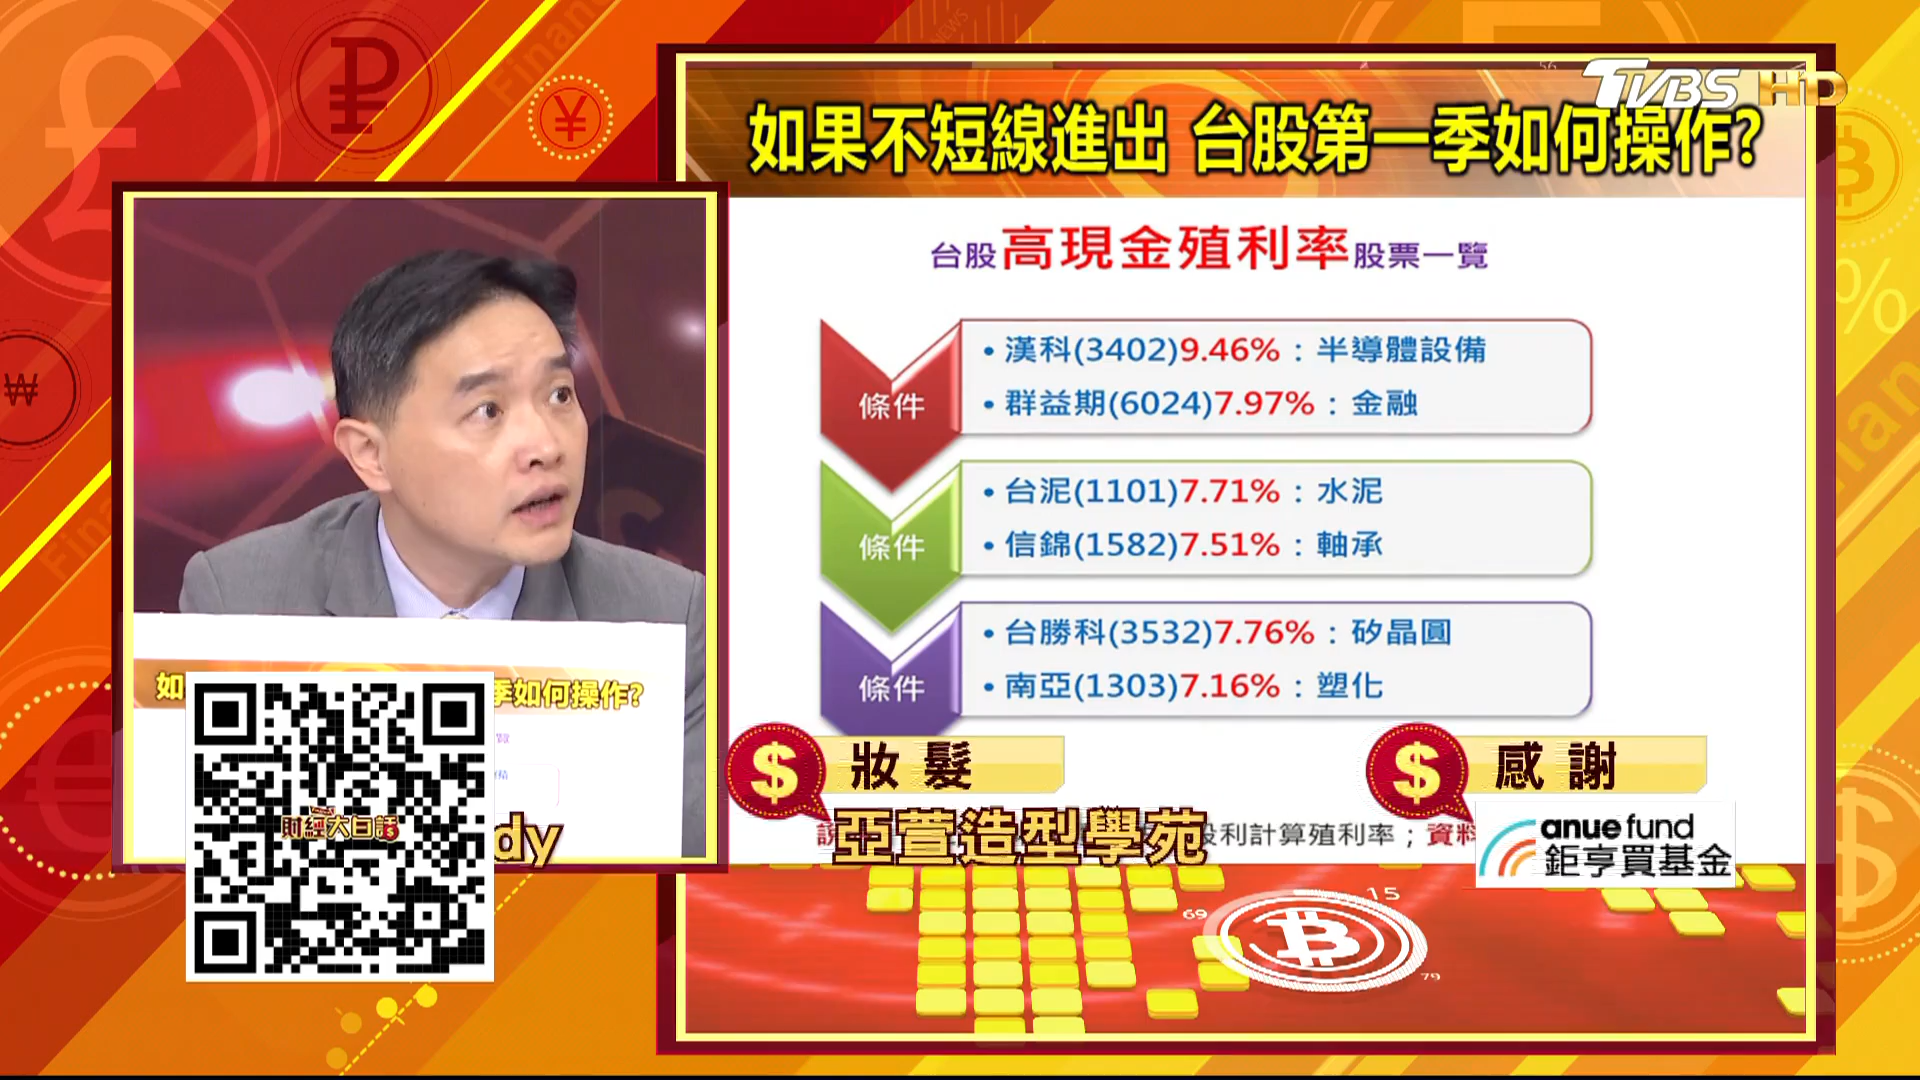 TVBS HD
如果不短線進出 台股第一季如何操作?
台股高現金殖利率股票一覽
條件
• 漢科(3402)9.46%：半導體設備
• 群益期(6024)7.97%：金融
條件
• 台泥(1101)7.71%：水泥
• 信錦(1582)7.51%：軸承
條件
• 台勝科(3532)7.76%：矽晶圓
• 南亞(1303)7.16%：塑化
如 季如何操作?
財經大白話
dy
妝髮
亞萱造型學苑
感謝
anue fund
鉅亨買基金
股利計算殖利率；資料
69
15
79
56